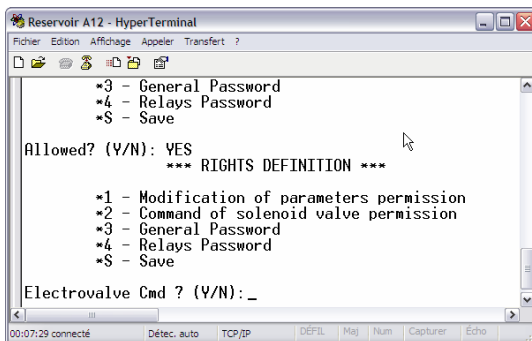 Reservoir A12 - HyperTerminal
Fichier Edition Affichage Appeler Transfert ?
*3 - General Password
*4 - Relays Password
*S - Save
Allowed? (Y/N): YES
*** RIGHTS DEFINITION ***
*1 - Modification of parameters permission
*2 - Command of solenoid valve permission
*3 - General Password
*4 - Relays Password
*S - Save
Electrovalve Cmd ? (Y/N):_
00:07:29 connecté Détec. auto TCP/IP DÉFIL Maj Num Capturer Écho